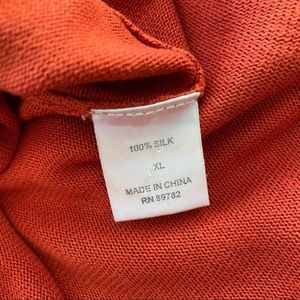 100% SILK
XL
MADE IN CHINA
RN 89782